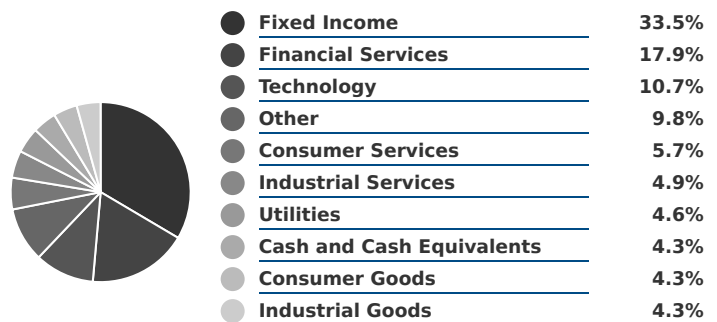 Fixed Income 33.5%
Financial Services 17.9%
Technology 10.7%
Other 9.8%
Consumer Services 5.7%
Industrial Services 4.9%
Utilities 4.6%
Cash and Cash Equivalents 4.3%
Consumer Goods 4.3%
Industrial Goods 4.3%